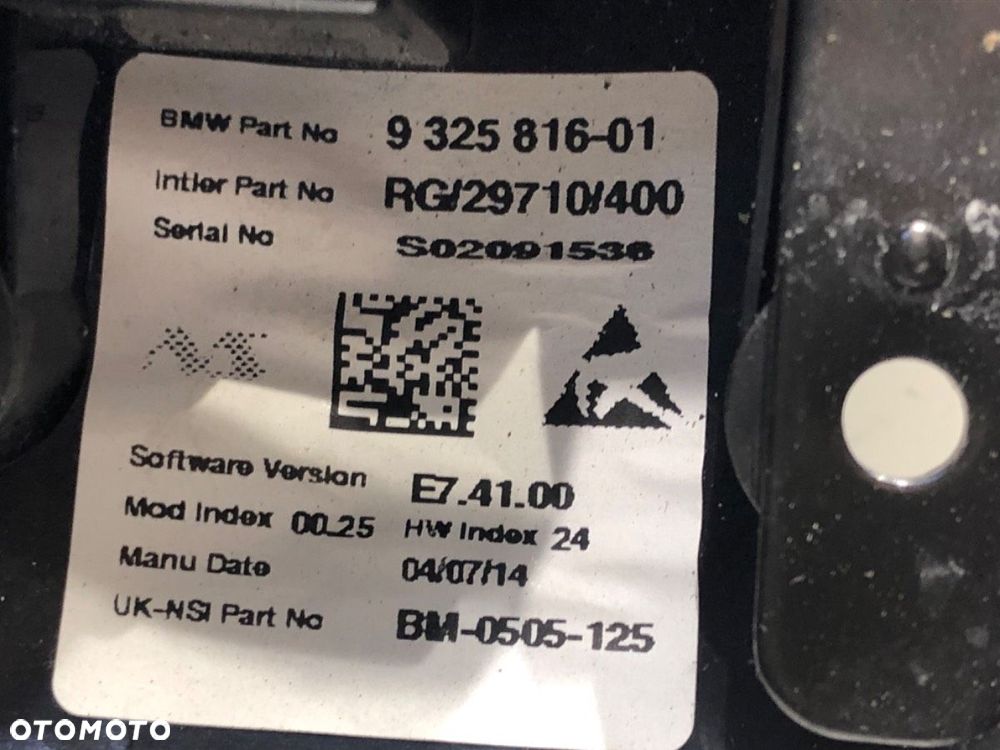 BMW Part No 9 325 816-01
Intier Part No RG/29710/400
Serial No S02091536
NS
Software Version E7.41.00
Mod Index 00.25 HW Index 24
Manu Date 04/07/14
UK-NSI Part No BM-0505-125
OTOMOTO